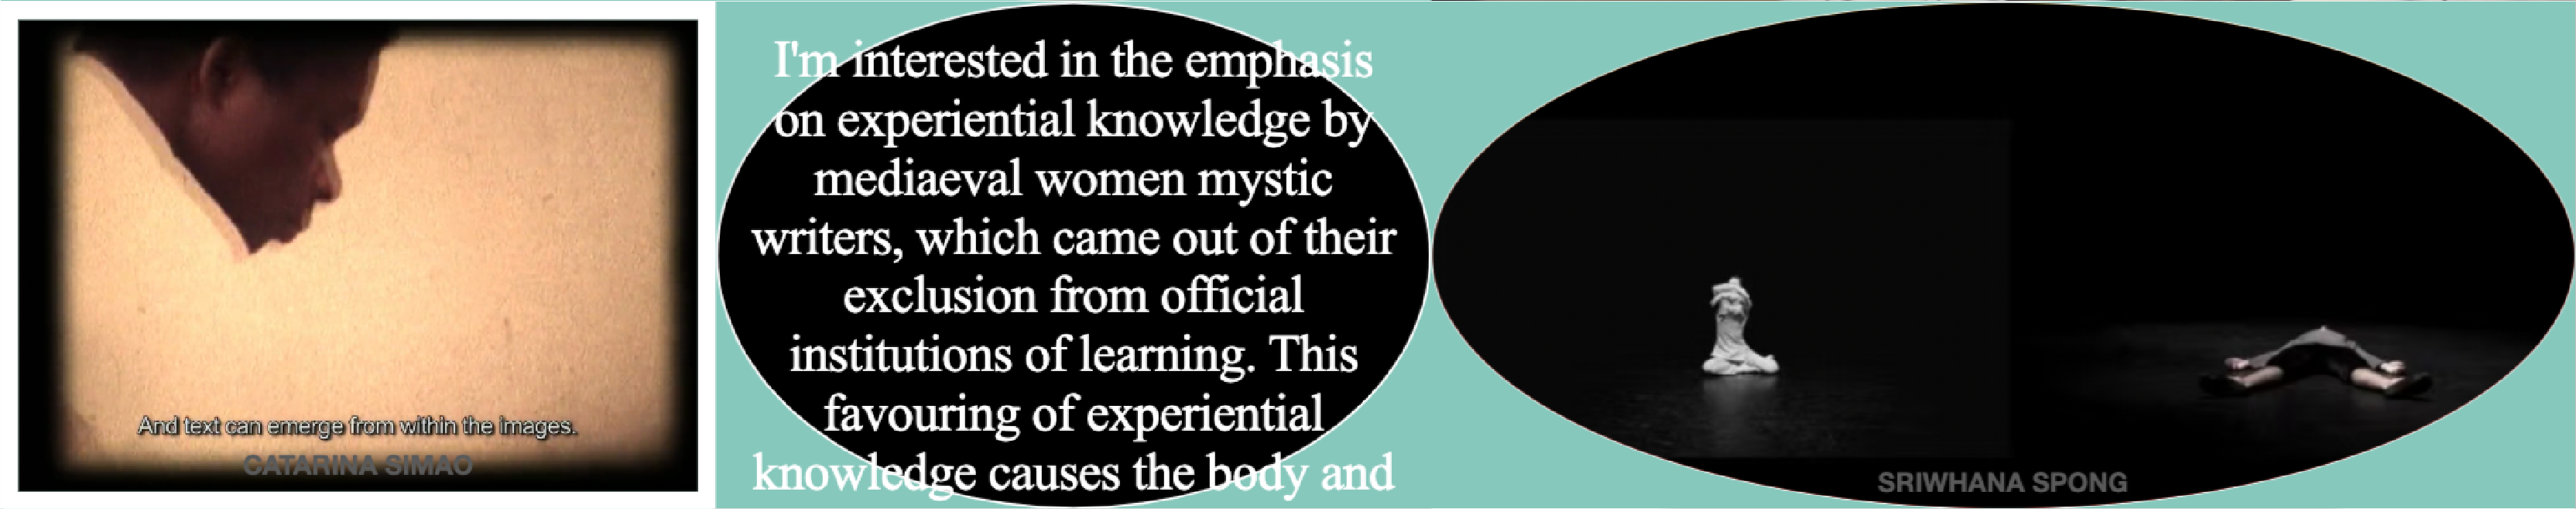 And text can emerge from within the images.
CATARINA SIMAO
I'm interested in the emphasis
on experiential knowledge by
mediaeval women mystic
writers, which came out of their
exclusion from official
institutions of learning. This
favouring of experiential
knowledge causes the body and
SRIWHANA SPONG